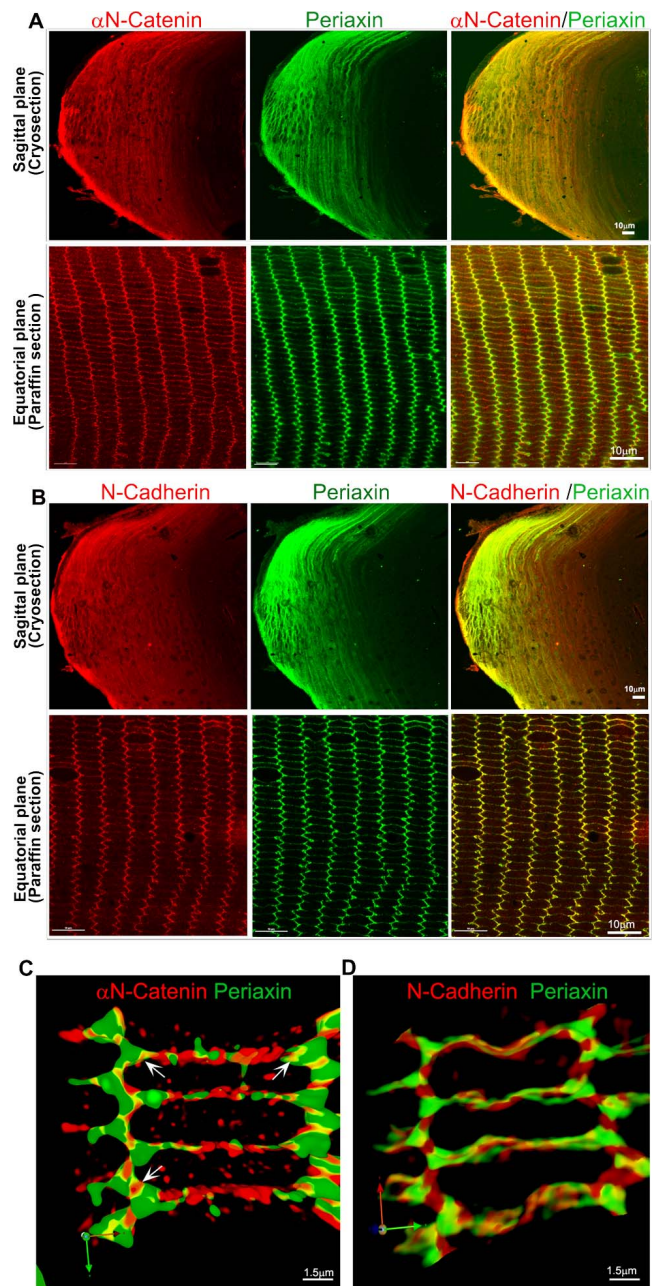 A
αN-Catenin
Periaxin
αN-Catenin/Periaxin
Sagittal plane
(Cryosection)
10μm
Equatorial plane
(Paraffin section )
10μm
B
N-Cadherin
Periaxin
N-Cadherin /Periaxin
Sagittal plane
(Cryosection)
10μm
Equatorial plane
(Paraffin section)
10μm
C
αN-Catenin Periaxin
1.5μm
D
N-Cadherin Periaxin
1.5μm